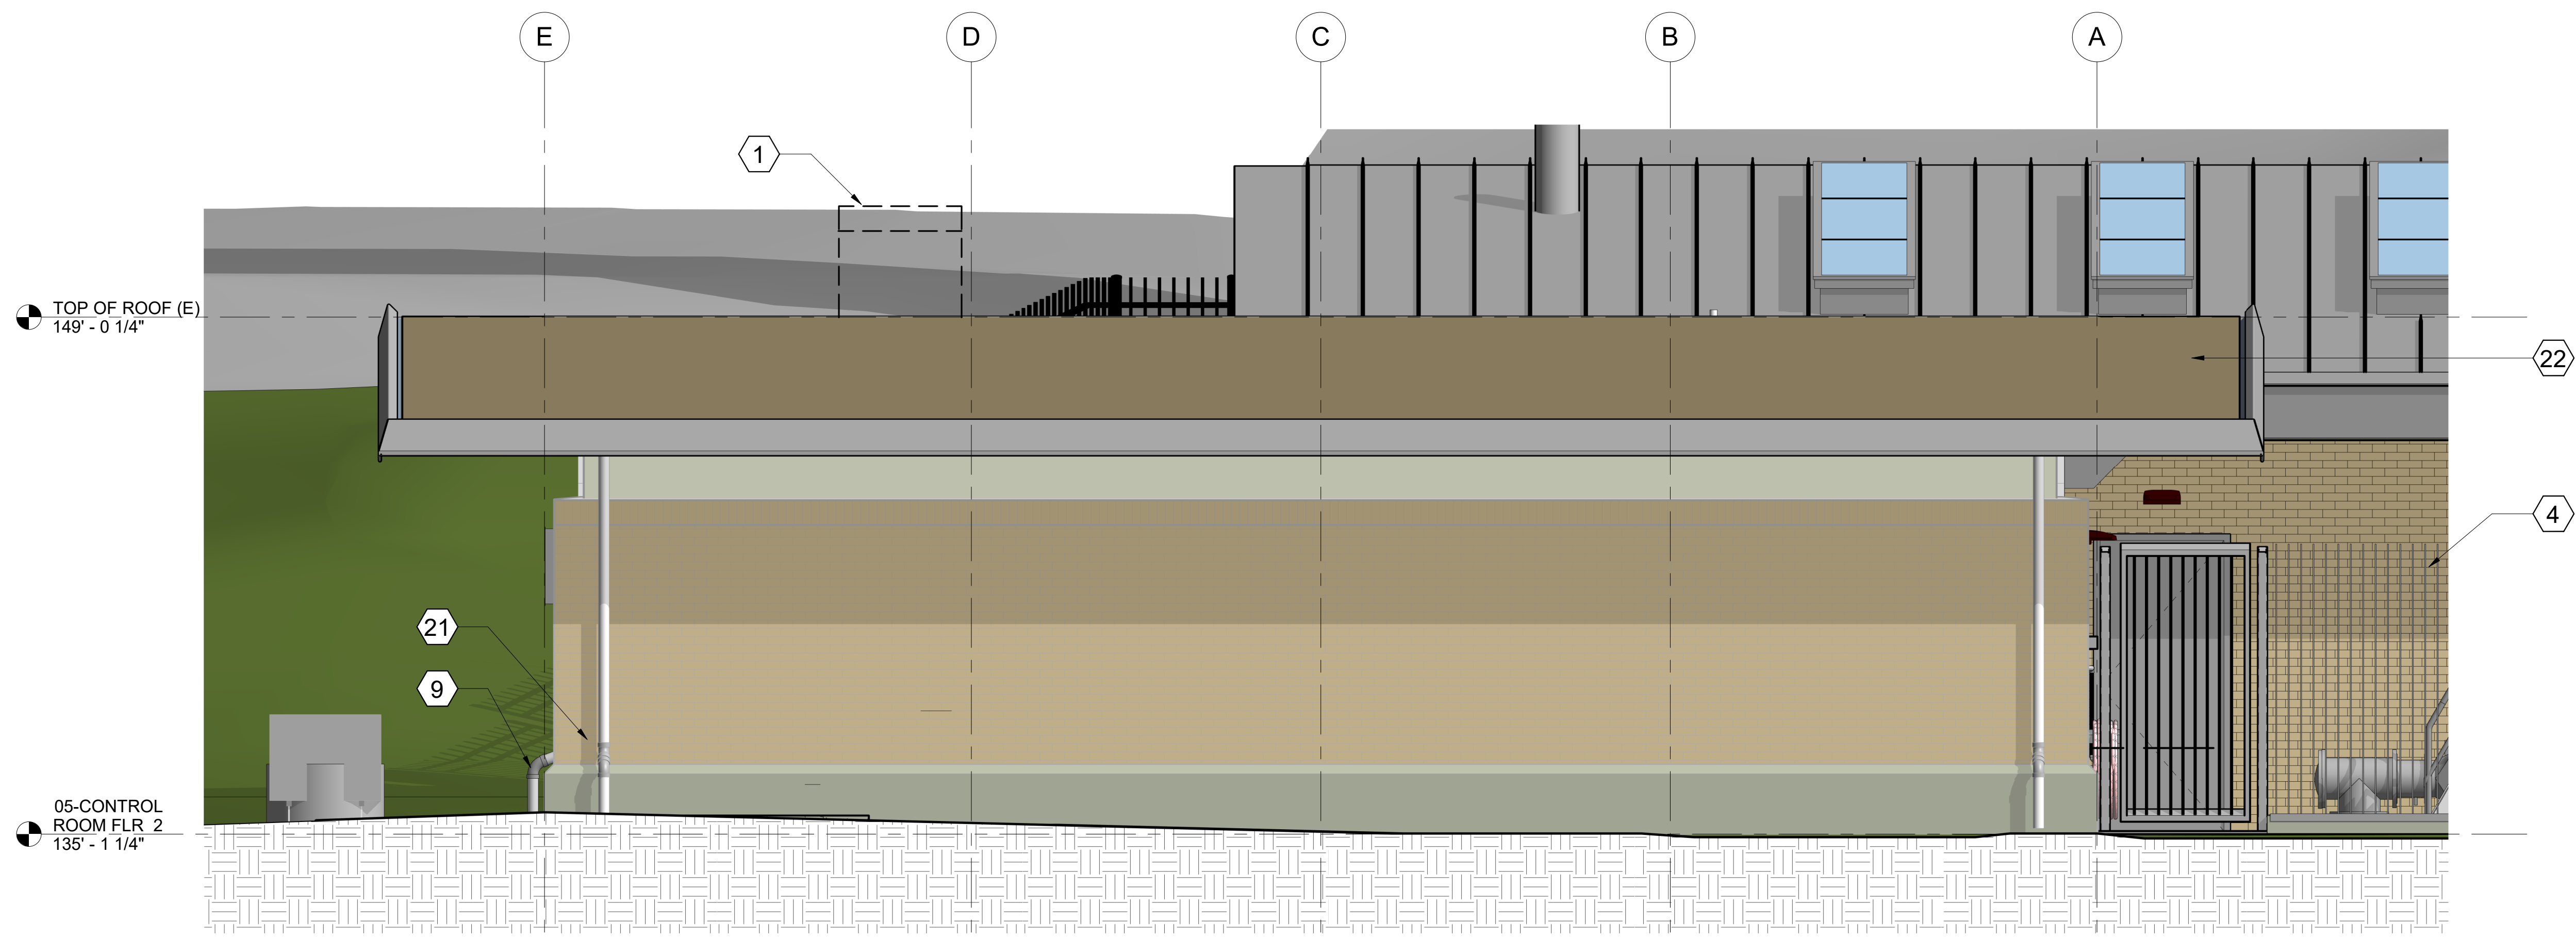 E D C B A
1
TOP OF ROOF (E)
149' - 0 1/4"
22
4
21
9
05-CONTROL
ROOM FLR 2
135' - 1 1/4"